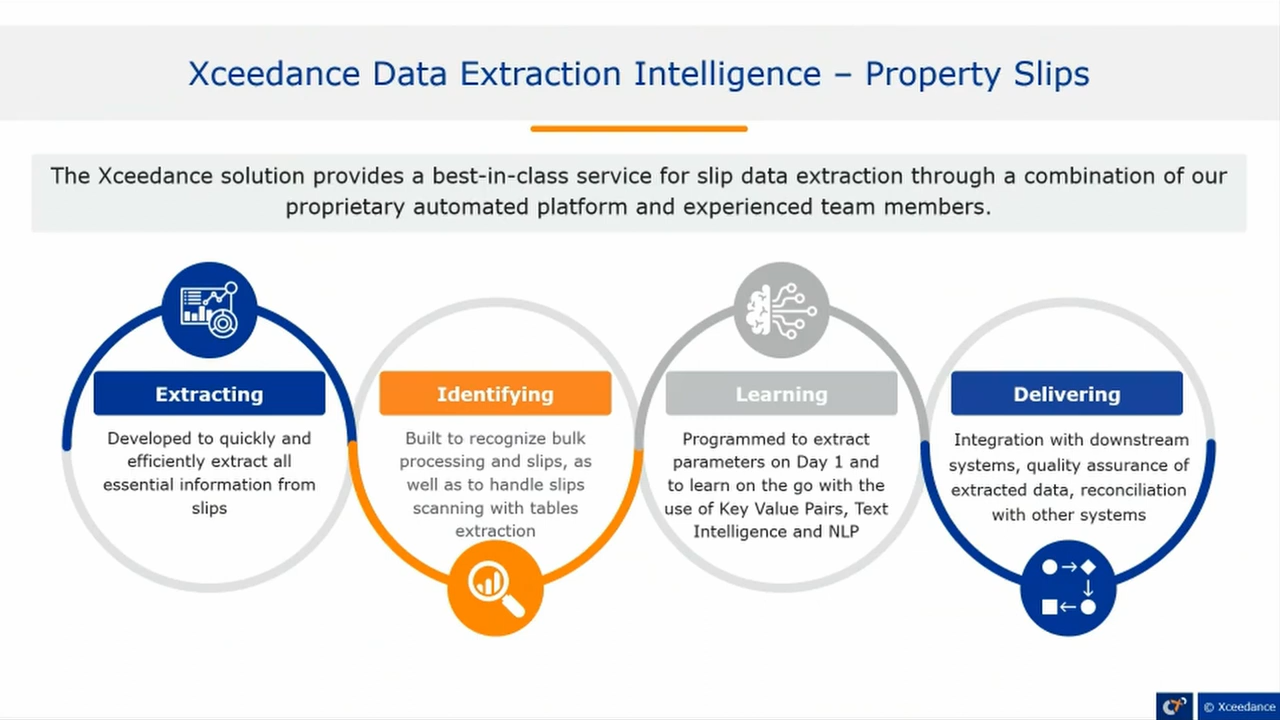 Xceedance Data Extraction Intelligence – Property Slips
The Xceedance solution provides a best-in-class service for slip data extraction through a combination of our
proprietary automated platform and experienced team members.
Extracting
Developed to quickly and
efficiently extract all
essential information from
slips
Identifying
Built to recognize bulk
processing and slips, as
well as to handle slips
scanning with tables
extraction
Learning
Programmed to extract
parameters on Day 1 and
to learn on the go with the
use of Key Value Pairs, Text
Intelligence and NLP
Delivering
Integration with downstream
systems, quality assurance of
extracted data, reconciliation
with other systems
© Xceedance